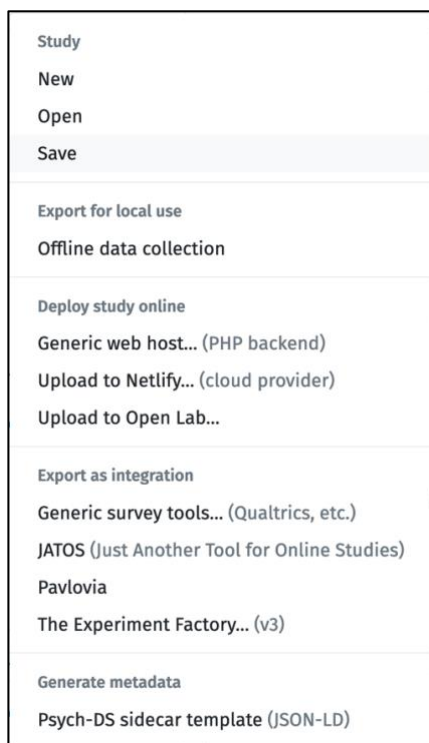 Study
New
Open
Save
Export for local use
Offline data collection
Deploy study online
Generic web host... (PHP backend)
Upload to Netlify... (cloud provider)
Upload to Open Lab...
Export as integration
Generic survey tools... (Qualtrics, etc.)
JATOS (Just Another Tool for Online Studies)
Pavlovia
The Experiment Factory... (v3)
Generate metadata
Psych-DS sidecar template (JSON-LD)